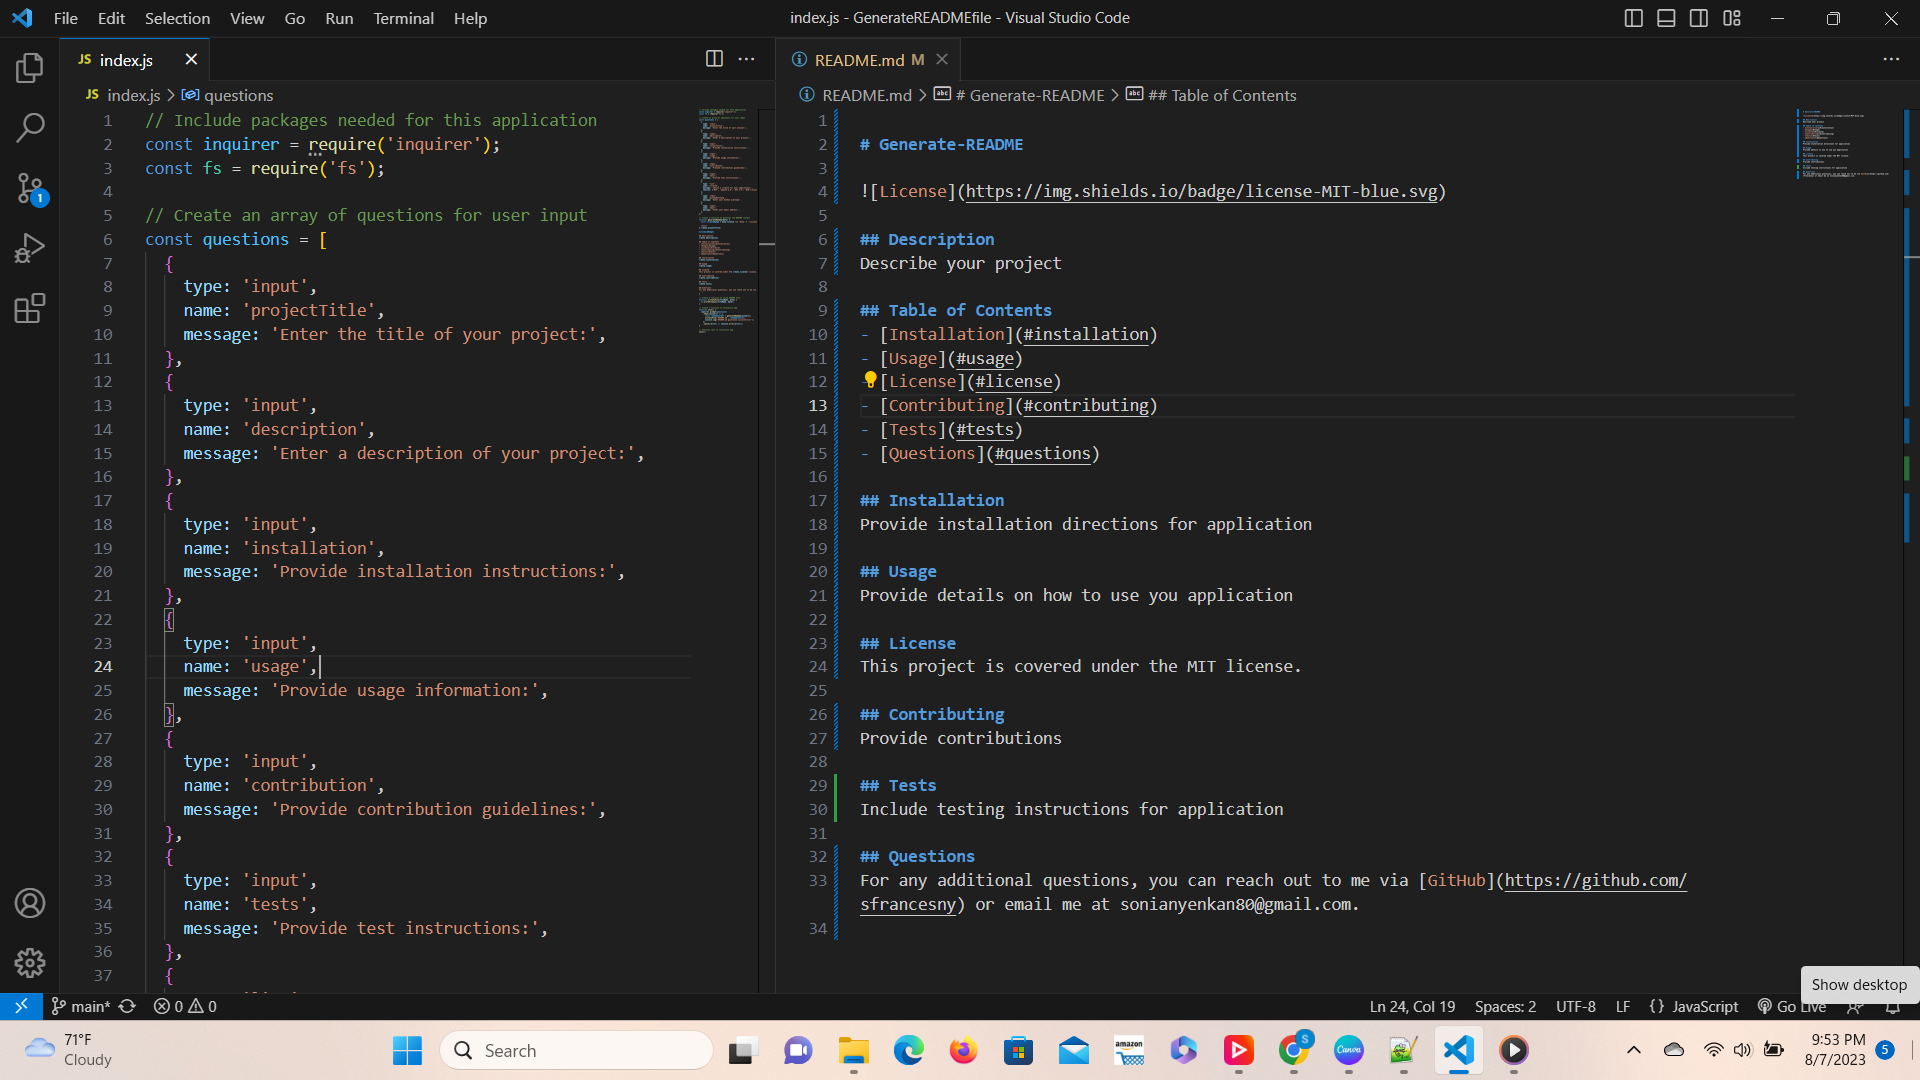 File Edit Selection View Go Run Terminal Help
index.js - GenerateREADMEfile - Visual Studio Code
JS index.js
README.md M
JS index.js > questions
README.md > # Generate-README > ## Table of Contents
1 // Include packages needed for this application
2 const inquirer = require('inquirer');
3 const fs = require('fs');
4
5 // Create an array of questions for user input
6 const questions = [
7 {
8 type: 'input',
9 name: 'projectTitle',
10 message: 'Enter the title of your project:',
11 },
12 {
13 type: 'input',
14 name: 'description',
15 message: 'Enter a description of your project:',
16 },
17 {
18 type: 'input',
19 name: 'installation',
20 message: 'Provide installation instructions:',
21 },
22 {
23 type: 'input',
24 name: 'usage',
25 message: 'Provide usage information:',
26 },
27 {
28 type: 'input',
29 name: 'contribution',
30 message: 'Provide contribution guidelines:',
31 },
32 {
33 type: 'input',
34 name: 'tests',
35 message: 'Provide test instructions:',
36 },
37 {
1
2 # Generate-README
3
4 ![License](https://img.shields.io/badge/license-MIT-blue.svg)
5
6 ## Description
7 Describe your project
8
9 ## Table of Contents
10 - [Installation](#installation)
11 - [Usage](#usage)
12 - [License](#license)
13 - [Contributing](#contributing)
14 - [Tests](#tests)
15 - [Questions](#questions)
16
17 ## Installation
18 Provide installation directions for application
19
20 ## Usage
21 Provide details on how to use you application
22
23 ## License
24 This project is covered under the MIT license.
25
26 ## Contributing
27 Provide contributions
28
29 ## Tests
30 Include testing instructions for application
31
32 ## Questions
33 For any additional questions, you can reach out to me via [GitHub](https://github.com/
sfrancesny) or email me at sonianyenkan80@gmail.com.
34
1
Show desktop
main* 0 0
Ln 24, Col 19 Spaces: 2 UTF-8 LF {} JavaScript Go Live
71°F
Cloudy
Search
amazon
Canva
S
9:53 PM
8/7/2023
5